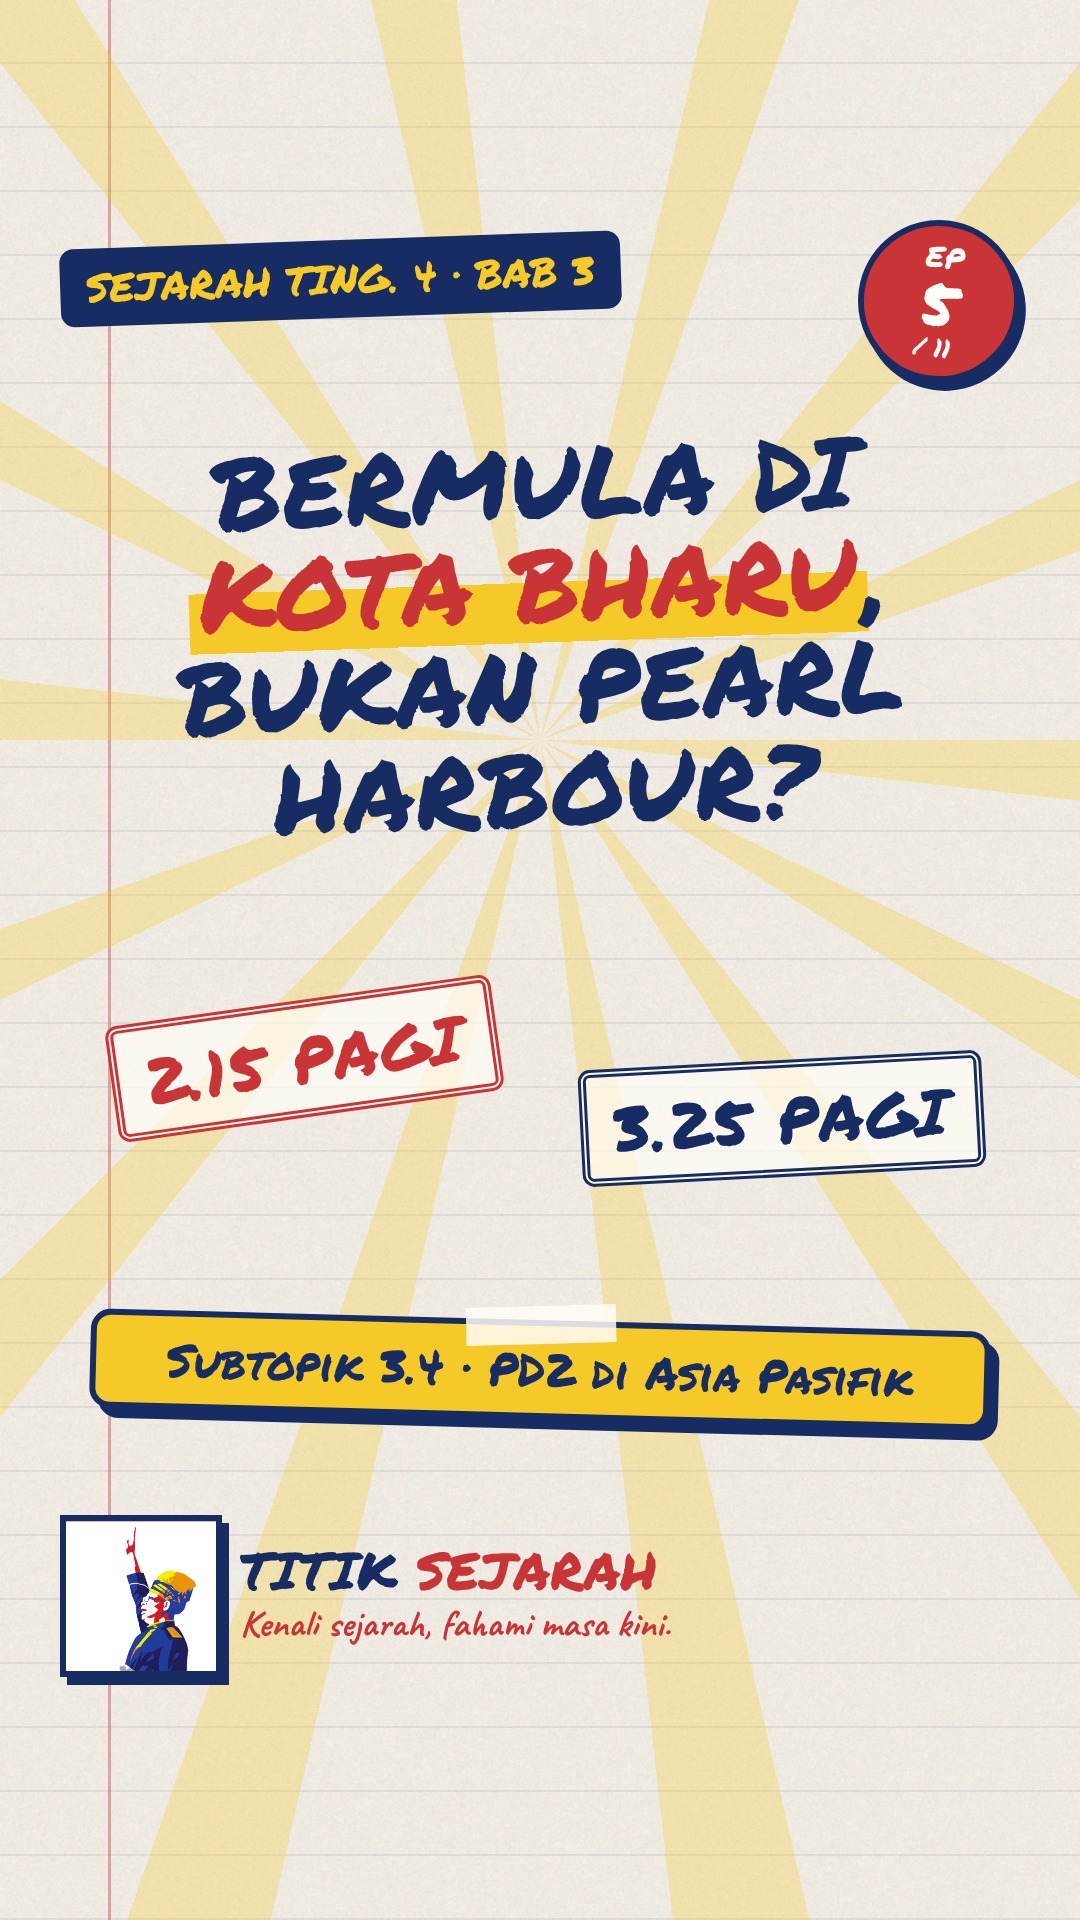 SEJARAH TING. 4 · BAB 3
EP
5
/11
BERMULA DI
KOTA BHARU,
BUKAN PEARL
HARBOUR?
2.15 PAGI
3.25 PAGI
SUBTOPIK 3.4 · PD2 DI ASIA PASIFIK
TITIK SEJARAH
Kenali sejarah, fahami masa kini.